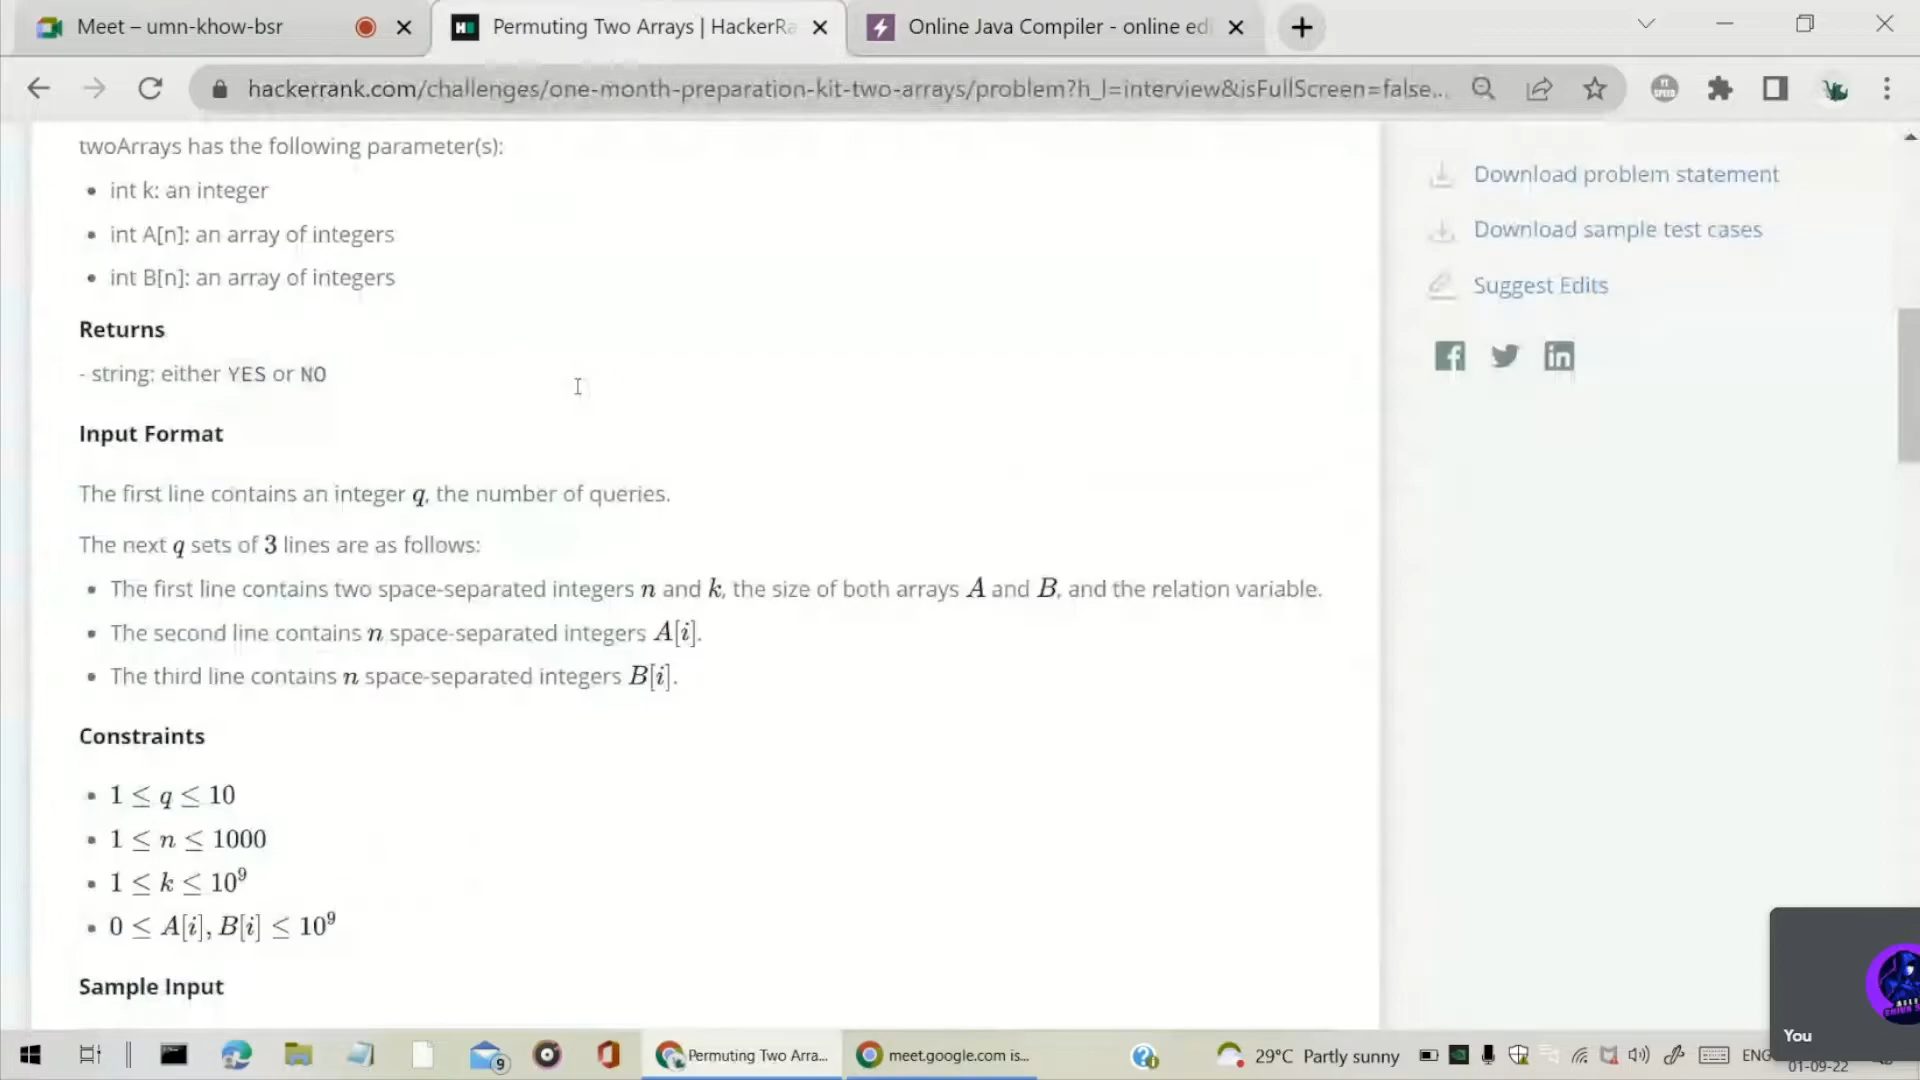 Meet – umn-khow-bsr
Permuting Two Arrays | HackerRa
Online Java Compiler - online edi
hackerrank.com/challenges/one-month-preparation-kit-two-arrays/problem?h_l=interview&isFullScreen=false...
twoArrays has the following parameter(s):
• int k: an integer
• int A[n]: an array of integers
• int B[n]: an array of integers
Returns
- string: either YES or NO
Input Format
The first line contains an integer q, the number of queries.
The next q sets of 3 lines are as follows:
• The first line contains two space-separated integers n and k, the size of both arrays A and B, and the relation variable.
• The second line contains n space-separated integers A[i].
• The third line contains n space-separated integers B[i].
Constraints
• 1 ≤ q ≤ 10
• 1 ≤ n ≤ 1000
• 1 ≤ k ≤ 10⁹
• 0 ≤ A[i], B[i] ≤ 10⁹
Sample Input
Download problem statement
Download sample test cases
Suggest Edits
You
9
Permuting Two Arra...
meet.google.com is...
29°C Partly sunny
ENG
01-09-22